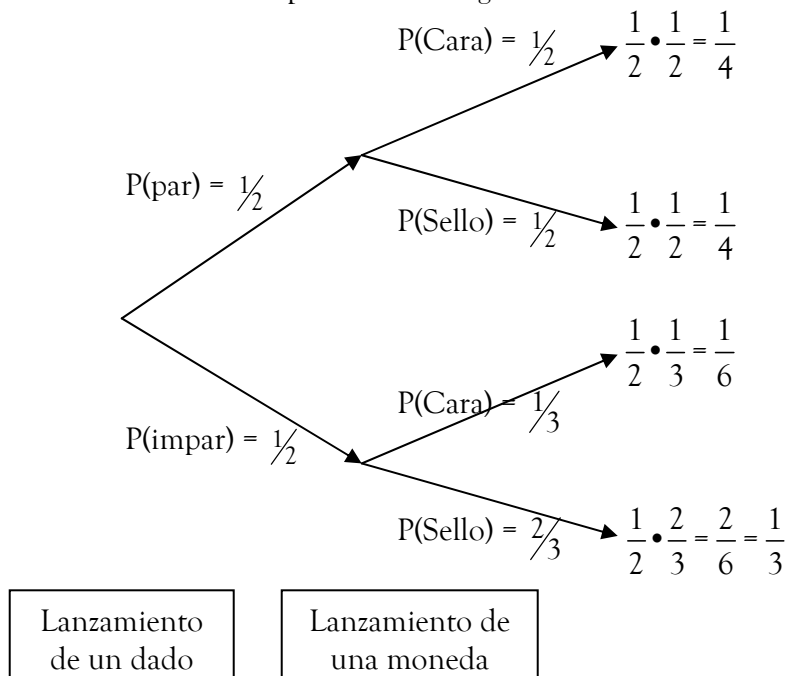 P(Cara) = 1/2
1/2 • 1/2 = 1/4
P(par) = 1/2
P(Sello) = 1/2
1/2 • 1/2 = 1/4
1/2 • 1/3 = 1/6
P(Cara) = 1/3
P(impar) = 1/2
P(Sello) = 2/3
1/2 • 2/3 = 2/6 = 1/3
Lanzamiento
de un dado
Lanzamiento de
una moneda